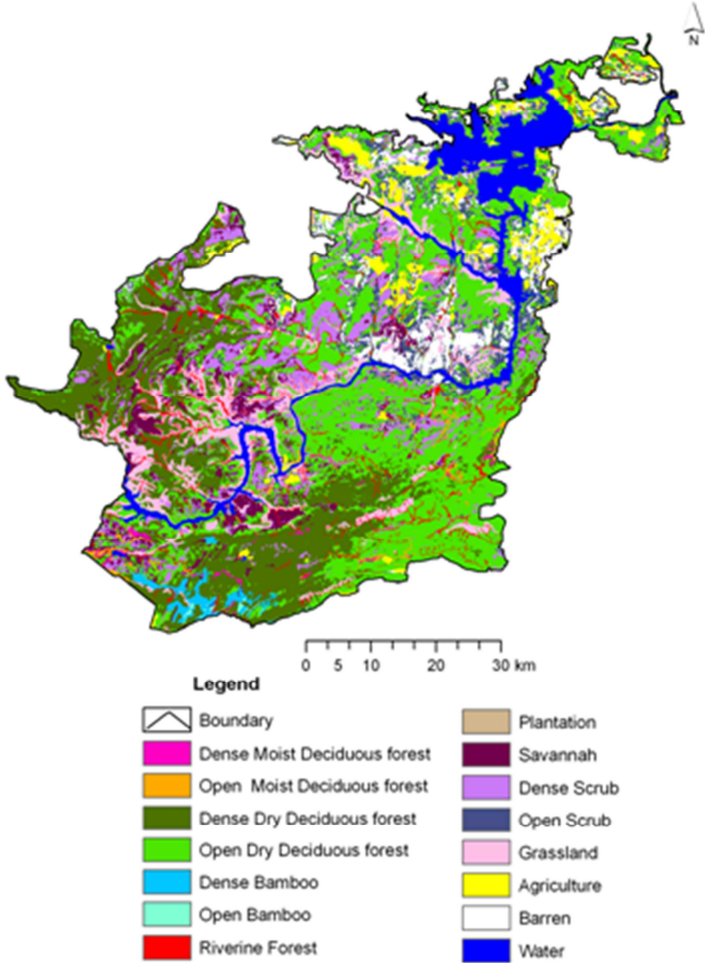 N
0 5 10 20 30 km
Legend
Boundary
Dense Moist Deciduous forest
Open Moist Deciduous forest
Dense Dry Deciduous forest
Open Dry Deciduous forest
Dense Bamboo
Open Bamboo
Riverine Forest
Plantation
Savannah
Dense Scrub
Open Scrub
Grassland
Agriculture
Barren
Water